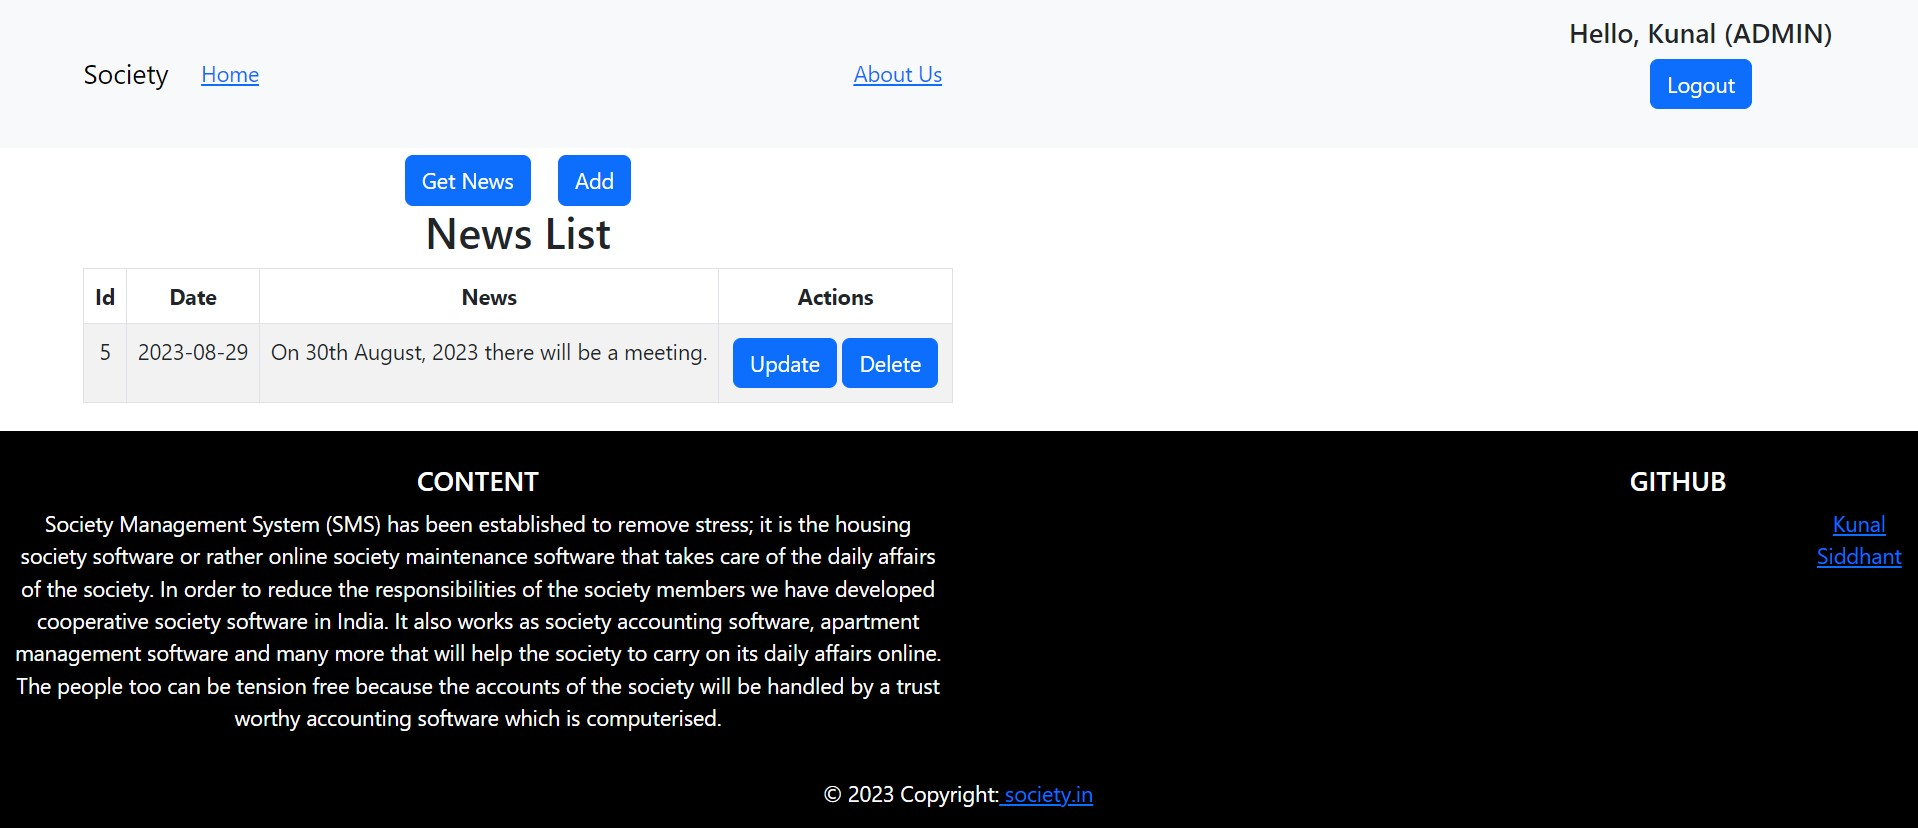 Hello, Kunal (ADMIN)
Society Home About Us Logout
Get News Add
News List
Id Date News Actions
5 2023-08-29 On 30th August, 2023 there will be a meeting. Update Delete
CONTENT
Society Management System (SMS) has been established to remove stress; it is the housing
society software or rather online society maintenance software that takes care of the daily affairs
of the society. In order to reduce the responsibilities of the society members we have developed
cooperative society software in India. It also works as society accounting software, apartment
management software and many more that will help the society to carry on its daily affairs online.
The people too can be tension free because the accounts of the society will be handled by a trust
worthy accounting software which is computerised.
GITHUB
Kunal
Siddhant
© 2023 Copyright: society.in